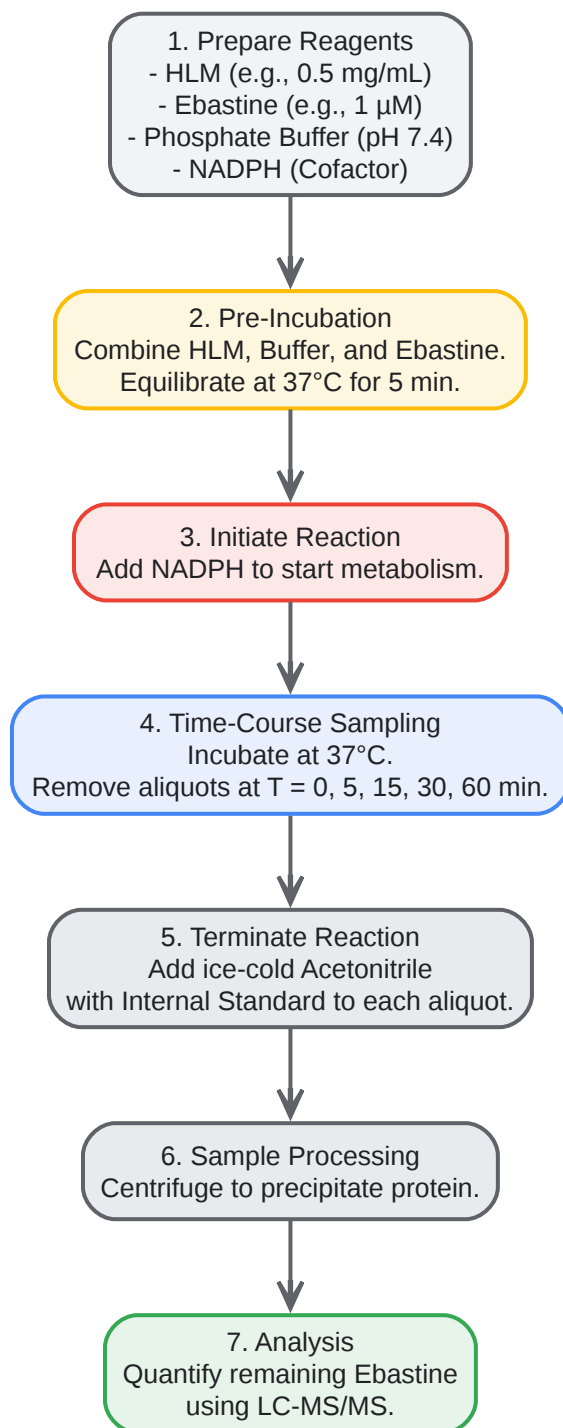 1. Prepare Reagents
- HLM (e.g., 0.5 mg/mL)
- Ebastine (e.g., 1 µM)
- Phosphate Buffer (pH 7.4)
- NADPH (Cofactor)
2. Pre-Incubation
Combine HLM, Buffer, and Ebastine.
Equilibrate at 37°C for 5 min.
3. Initiate Reaction
Add NADPH to start metabolism.
4. Time-Course Sampling
Incubate at 37°C.
Remove aliquots at T = 0, 5, 15, 30, 60 min.
5. Terminate Reaction
Add ice-cold Acetonitrile
with Internal Standard to each aliquot.
6. Sample Processing
Centrifuge to precipitate protein.
7. Analysis
Quantify remaining Ebastine
using LC-MS/MS.